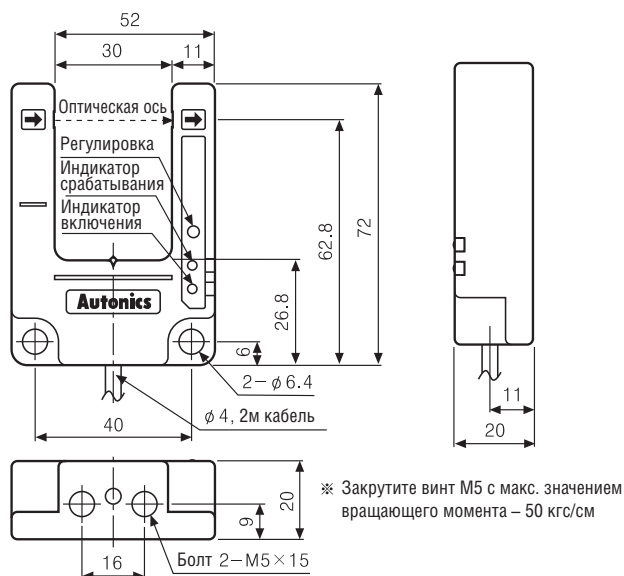 52
30
11
Оптическая ось
Регулировка
Индикатор
срабатывания
Индикатор
включения
Autonics
62.8
72
26.8
6
2-ϕ6.4
ϕ4, 2м кабель
40
11
20
20
9
16
Болт 2-M5×15
※ Закрутите винт М5 с макс. значением
вращающего момента – 50 кгс/см